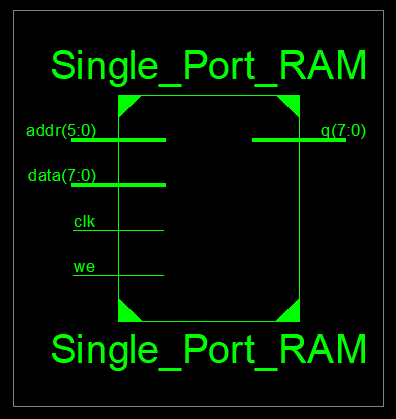 Single_Port_RAM
addr(5:0)
q(7:0)
data(7:0)
clk
we
Single_Port_RAM